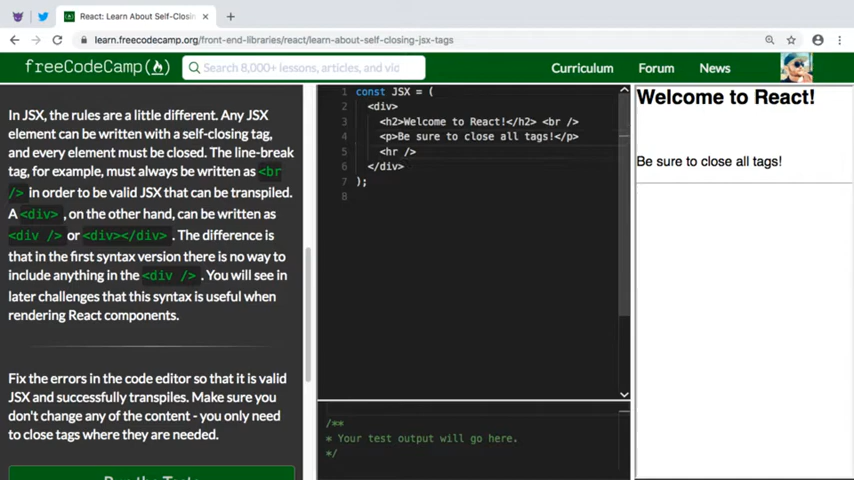 React: Learn About Self-Closin
learn.freecodecamp.org/front-end-libraries/react/learn-about-self-closing-jsx-tags
freeCodeCamp
Search 8,000+ lessons, articles, and vic
Curriculum
Forum
News
In JSX, the rules are a little different. Any JSX
element can be written with a self-closing tag,
and every element must be closed. The line-break
tag, for example, must always be written as <br
/> in order to be valid JSX that can be transpiled.
A <div> , on the other hand, can be written as
<div /> or <div></div> . The difference is
that in the first syntax version there is no way to
include anything in the <div /> . You will see in
later challenges that this syntax is useful when
rendering React components.
Fix the errors in the code editor so that it is valid
JSX and successfully transpiles. Make sure you
don't change any of the content - you only need
to close tags where they are needed.
Run the Tests
1 const JSX = (
2 <div>
3 <h2>Welcome to React!</h2> <br />
4 <p>Be sure to close all tags!</p>
5 <hr />
6 </div>
7 );
8
/**
* Your test output will go here.
*/
Welcome to React!
Be sure to close all tags!